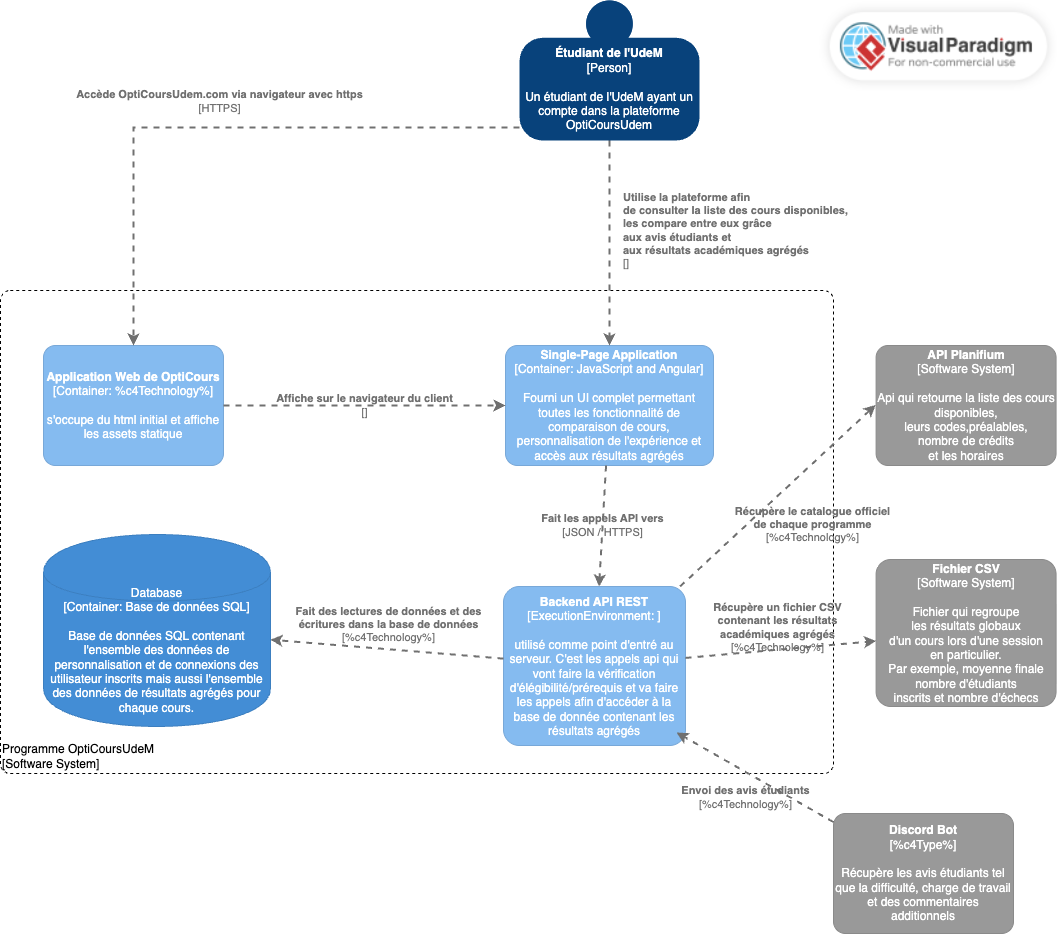 Made with
Visual Paradigm
For non-commercial use
Étudiant de l'UdeM
[Person]
Un étudiant de l'UdeM ayant un
compte dans la plateforme
OptiCoursUdem
Accède OptiCoursUdem.com via navigateur avec https
[HTTPS]
Utilise la plateforme afin
de consulter la liste des cours disponibles,
les compare entre eux grâce
aux avis étudiants et
aux résultats académiques agrégés
[]
Application Web de OptiCours
[Container: %c4Technology%]
s'occupe du html initial et affiche
les assets statique
Affiche sur le navigateur du client
[]
Single-Page Application
[Container: JavaScript and Angular]
Fourni un UI complet permettant
toutes les fonctionnalité de
comparaison de cours,
personnalisation de l'expérience et
accès aux résultats agrégés
API Planifium
[Software System]
Api qui retourne la liste des cours
disponibles,
leurs codes,préalables,
nombre de crédits
et les horaires
Fait les appels API vers
[JSON / HTTPS]
Récupère le catalogue officiel
de chaque programme
[%c4Technology%]
Database
[Container: Base de données SQL]
Base de données SQL contenant
l'ensemble des données de
personnalisation et de connexions des
utilisateur inscrits mais aussi l'ensemble
des données de résultats agrégés pour
chaque cours.
Fait des lectures de données et des
écritures dans la base de données
[%c4Technology%]
Backend API REST
[ExecutionEnvironment: ]
utilisé comme point d'entré au
serveur. C'est les appels api qui
vont faire la vérification
d'élégibilité/prérequis et va faire
les appels afin d'accéder à la
base de donnée contenant les
résultats agrégés
Récupère un fichier CSV
contenant les résultats
académiques agrégés
[%c4Technology%]
Fichier CSV
[Software System]
Fichier qui regroupe
les résultats globaux
d'un cours lors d'une session
en particulier.
Par exemple, moyenne finale
nombre d'étudiants
inscrits et nombre d'échecs
Programme OptiCoursUdeM
[Software System]
Envoi des avis étudiants
[%c4Technology%]
Discord Bot
[%c4Type%]
Récupère les avis étudiants tel
que la difficulté, charge de travail
et des commentaires
additionnels